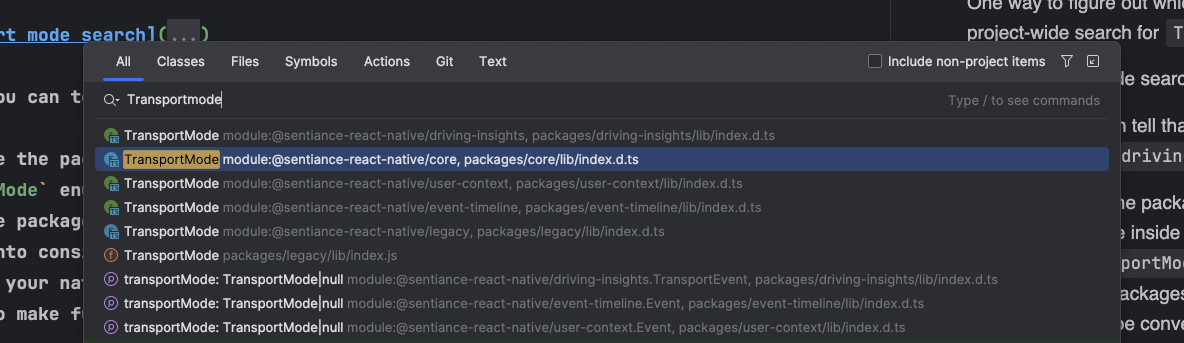 One way to figure out whic
rt mode search](...)
project-wide search for T
All Classes Files Symbols Actions Git Text Include non-project items
de searc
ou can t
Transportmode Type / to see commands
n tell that
TransportMode module:@sentiance-react-native/driving-insights, packages/driving-insights/lib/index.d.ts
e the pa
TransportMode module:@sentiance-react-native/core, packages/core/lib/index.d.ts
drivin
Mode` en
TransportMode module:@sentiance-react-native/user-context, packages/user-context/lib/index.d.ts
he pack
TransportMode module:@sentiance-react-native/event-timeline, packages/event-timeline/lib/index.d.ts
e package
TransportMode module:@sentiance-react-native/legacy, packages/legacy/lib/index.d.ts
e inside
nto cons
TransportMode packages/legacy/lib/index.js
portMo
your nat
transportMode: TransportMode|null module:@sentiance-react-native/driving-insights.TransportEvent, packages/driving-insights/lib/index.d.ts
ackages
transportMode: TransportMode|null module:@sentiance-react-native/event-timeline.Event, packages/event-timeline/lib/index.d.ts
o make f
transportMode: TransportMode|null module:@sentiance-react-native/user-context.Event, packages/user-context/lib/index.d.ts
be conve